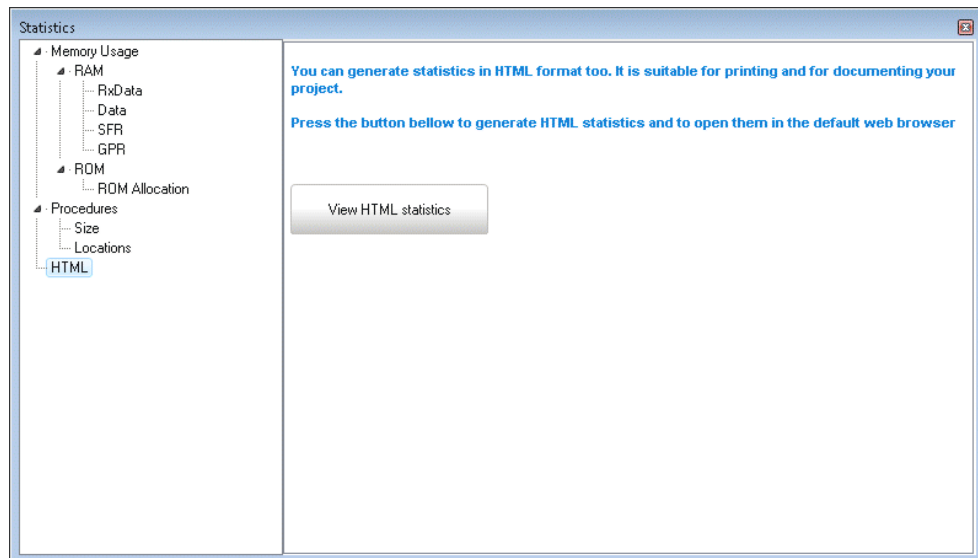 Statistics
Memory Usage
RAM
RxData
Data
SFR
GPR
ROM
ROM Allocation
Procedures
Size
Locations
HTML
You can generate statistics in HTML format too. It is suitable for printing and for documenting your
project.
Press the button bellow to generate HTML statistics and to open them in the default web browser
View HTML statistics